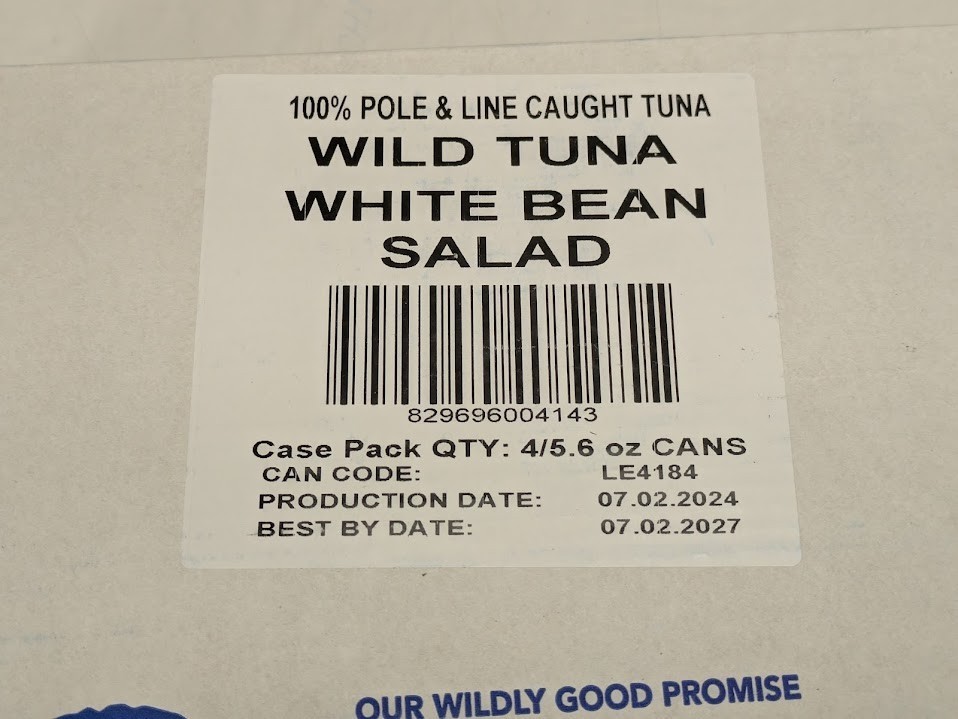 100% POLE & LINE CAUGHT TUNA
WILD TUNA
WHITE BEAN
SALAD
829696004143
Case Pack QTY: 4/5.6 oz CANS
CAN CODE: LE4184
PRODUCTION DATE: 07.02.2024
BEST BY DATE: 07.02.2027
OUR WILDLY GOOD PROMISE